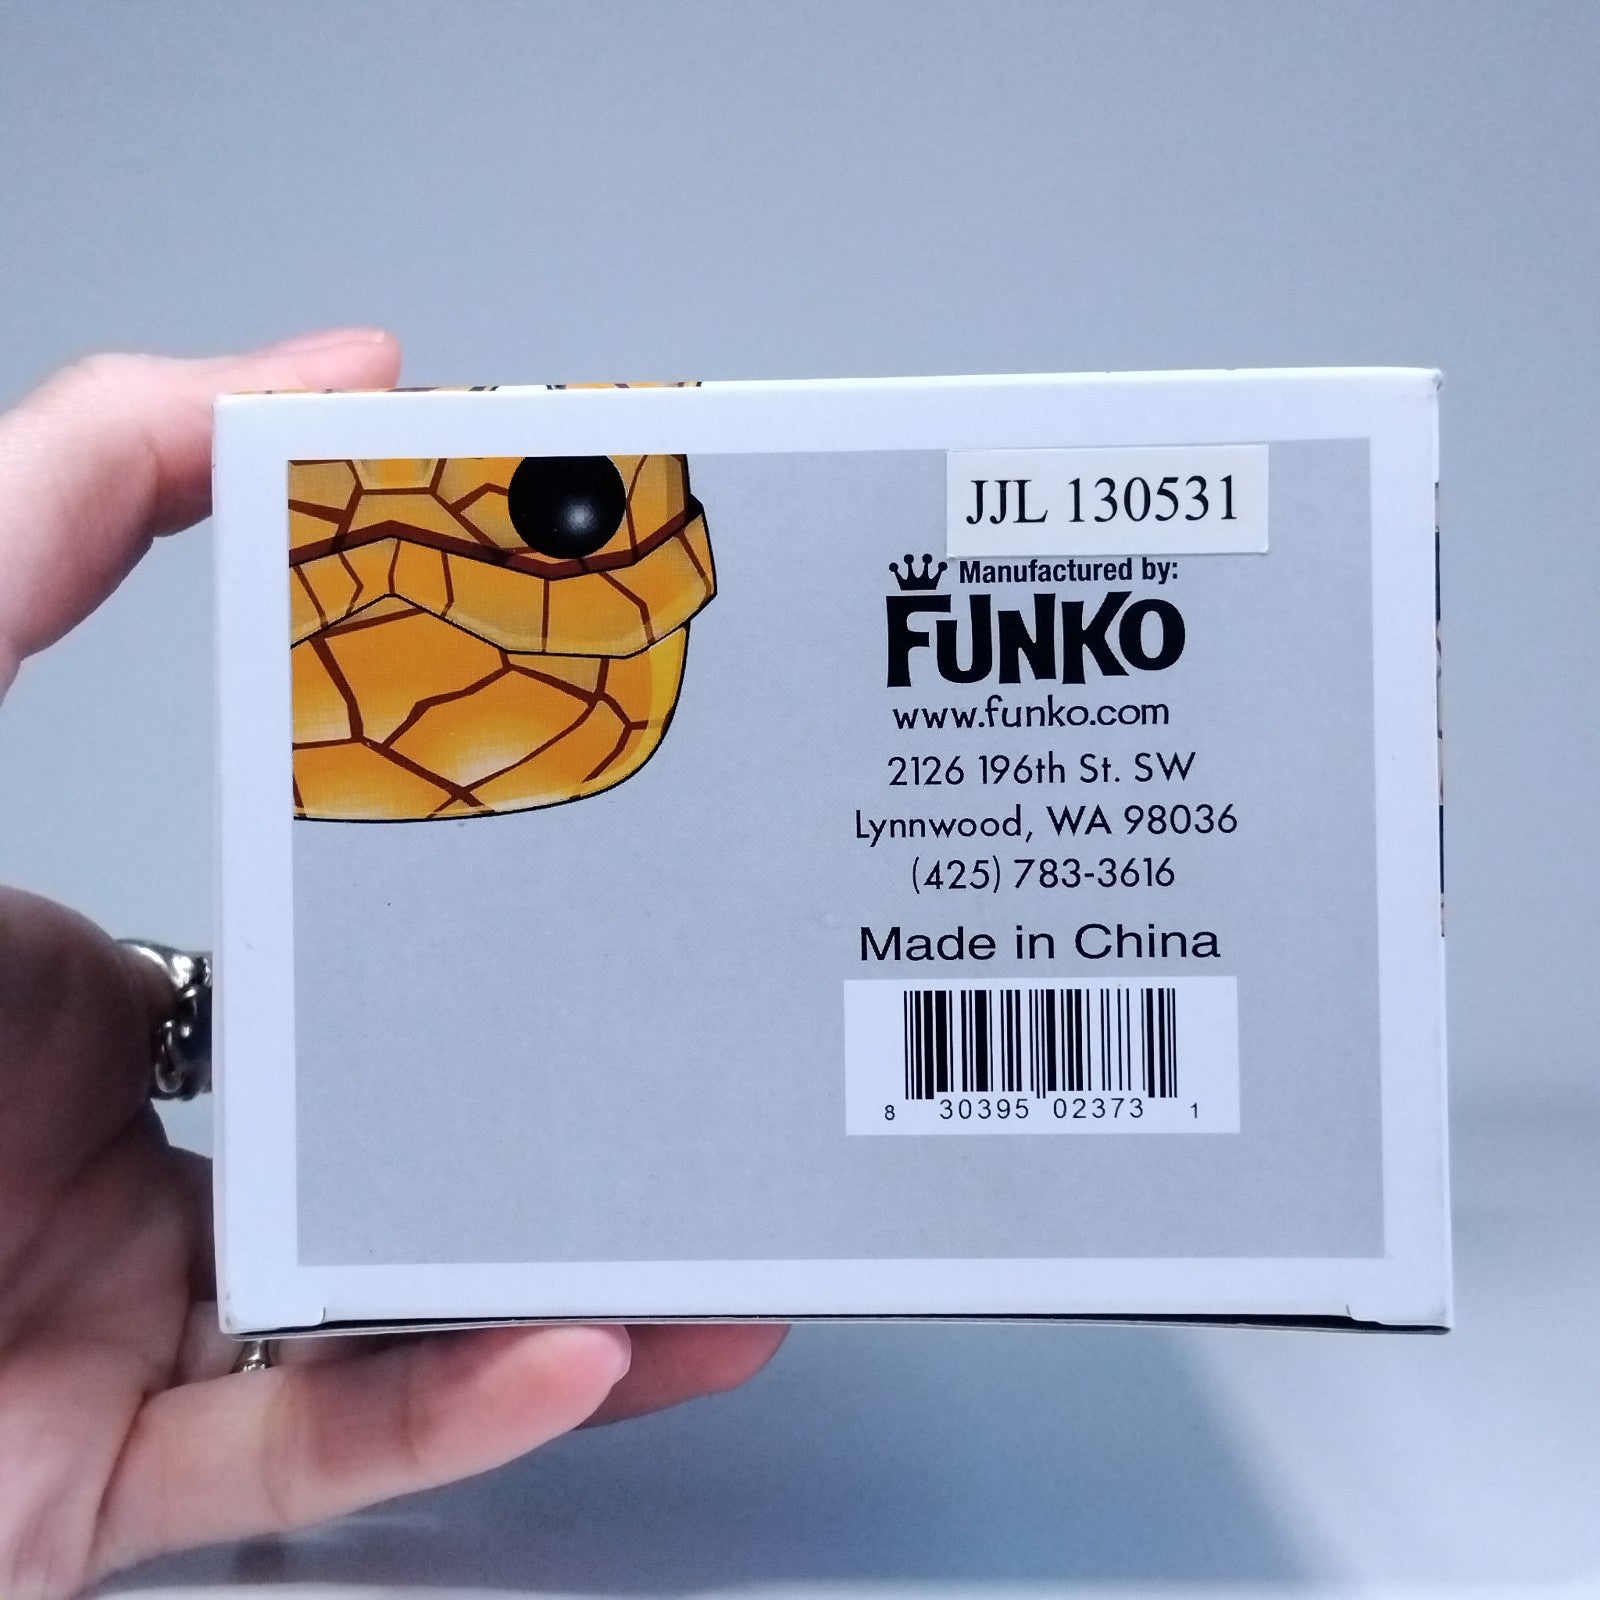 JJL 130531
Manufactured by:
FUNKO
www.funko.com
2126 196th St. SW
Lynnwood, WA 98036
(425) 783-3616
Made in China
8 30395 02373 1